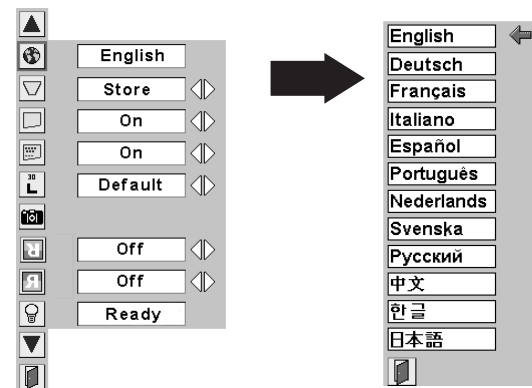 English
Store
On
On
30
L
Default
R
Off
R
Off
Ready
English
Deutsch
Français
Italiano
Español
Português
Nederlands
Svenska
Русский
中文
한글
日本語